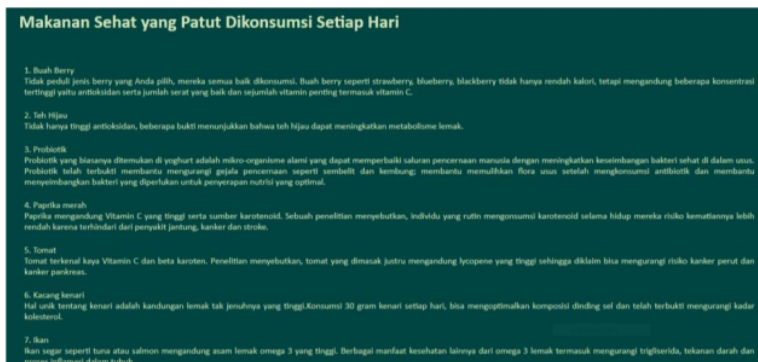 Makanan Sehat yang Patut Dikonsumsi Setiap Hari
1. Buah Berry
Tidak peduli jenis berry yang Anda pilih, mereka semua baik dikonsumsi. Buah berry seperti strawberry, blueberry, blackberry tidak hanya rendah kalori, tetapi mengandung beberapa konsentrasi
tertinggi yaitu antioksidan serta jumlah serat yang baik dan sejumlah vitamin penting termasuk vitamin C.
2. Teh Hijau
Tidak hanya tinggi antioksidan, beberapa bukti menunjukkan bahwa teh hijau dapat meningkatkan metabolisme lemak.
3. Probiotik
Probiotik yang biasanya ditemukan di yoghurt adalah mikro-organisme alami yang dapat memperbaiki saluran pencernaan manusia dengan meningkatkan keseimbangan bakteri sehat di dalam usus.
Probiotik telah terbukti membantu mengurangi gejala pencernaan seperti sembelit dan kembung; membantu memulihkan flora usus setelah mengkonsumsi antibiotik dan membantu
menyeimbangkan bakteri yang diperlukan untuk penyerapan nutrisi yang optimal.
4. Paprika merah
Paprika mengandung Vitamin C yang tinggi serta sumber karotenoid. Sebuah penelitian menyebutkan, individu yang rutin mengonsumsi karotenoid selama hidup mereka risiko kematiannya lebih
rendah karena terhindari dari penyakit jantung, kanker dan stroke.
5. Tomat
Tomat terkenal kaya Vitamin C dan beta karoten. Penelitian menyebutkan, tomat yang dimasak justru mengandung lycopene yang tinggi sehingga diklaim bisa mengurangi risiko kanker perut dan
kanker pankreas.
6. Kacang kenari
Hal unik tentang kenari adalah kandungan lemak tak jenuhnya yang tinggi.Konsumsi 30 gram kenari setiap hari, bisa mengoptimalkan komposisi dinding sel dan telah terbukti mengurangi kadar
kolesterol.
7. Ikan
Ikan segar seperti tuna atau salmon mengandung asam lemak omega 3 yang tinggi. Berbagai manfaat kesehatan lainnya dari omega 3 lemak termasuk mengurangi trigliserida, tekanan darah dan